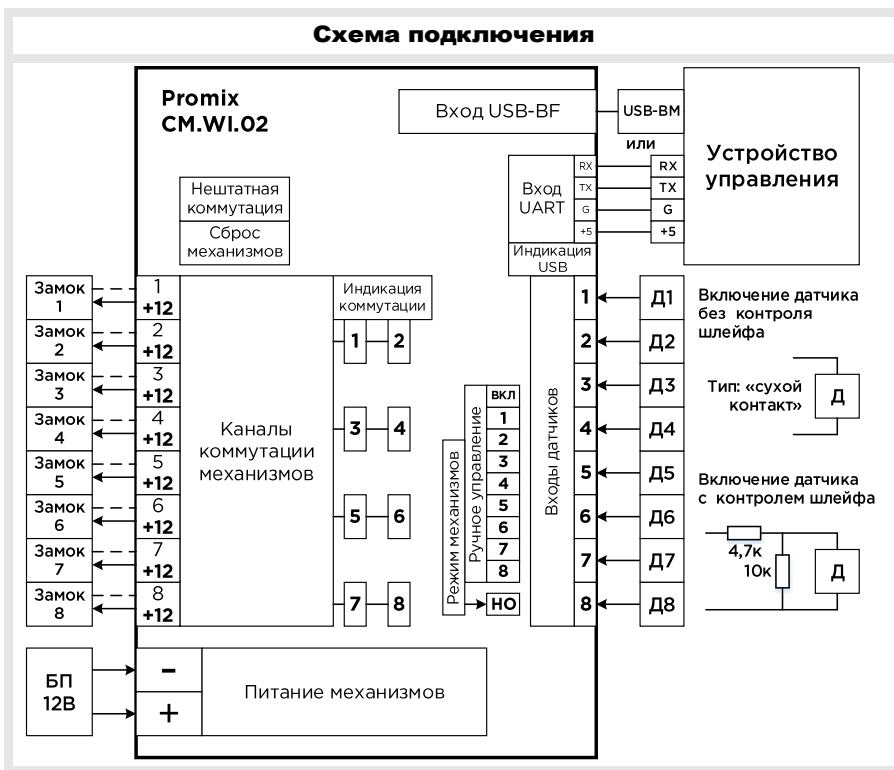 Схема подключения
Promix
CM.WI.02
Вход USB-BF
USB-BM
или
Устройство
управления
Вход
UART
RX
TX
G
+5
RX
TX
G
+5
Индикация
USB
Нештатная
коммутация
Сброс
механизмов
Замок
1
Замок
2
Замок
3
Замок
4
Замок
5
Замок
6
Замок
7
Замок
8
1
+12
2
+12
3
+12
4
+12
5
+12
6
+12
7
+12
8
+12
Каналы
коммутации
механизмов
Индикация
коммутации
1
2
3
4
5
6
7
8
Режим механизмов
Ручное управление
ВКЛ
1
2
3
4
5
6
7
8
НО
Входы датчиков
1
2
3
4
5
6
7
8
Д1
Д2
Д3
Д4
Д5
Д6
Д7
Д8
Включение датчика
без контроля
шлейфа
Тип: «сухой
контакт»
Д
Включение датчика
с контролем шлейфа
4,7к
10к
Д
БП
12В
–
+
Питание механизмов